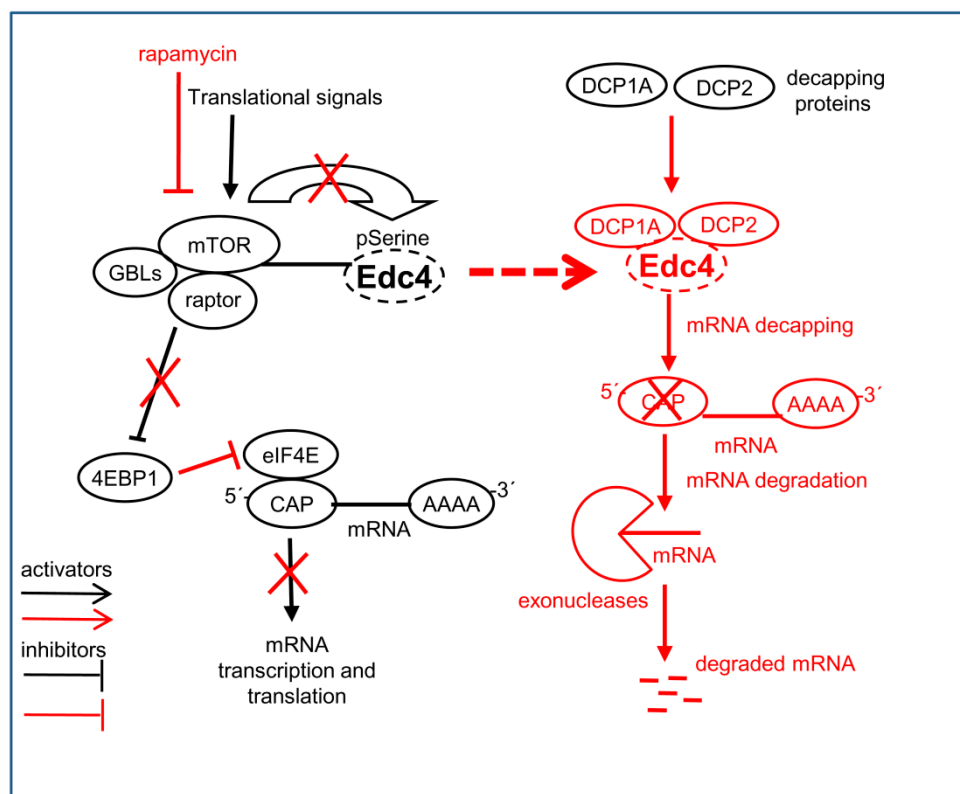 rapamycin
Translational signals
mTOR
GBLs
raptor
pSerine
Edc4
4EBP1
eIF4E
5´-
CAP
AAAA
-3´
mRNA
mRNA
transcription and
translation
activators
inhibitors
DCP1A
DCP2
decapping
proteins
DCP1A
DCP2
Edc4
mRNA decapping
5´-
CAP
AAAA
-3´
mRNA
mRNA degradation
mRNA
exonucleases
degraded mRNA